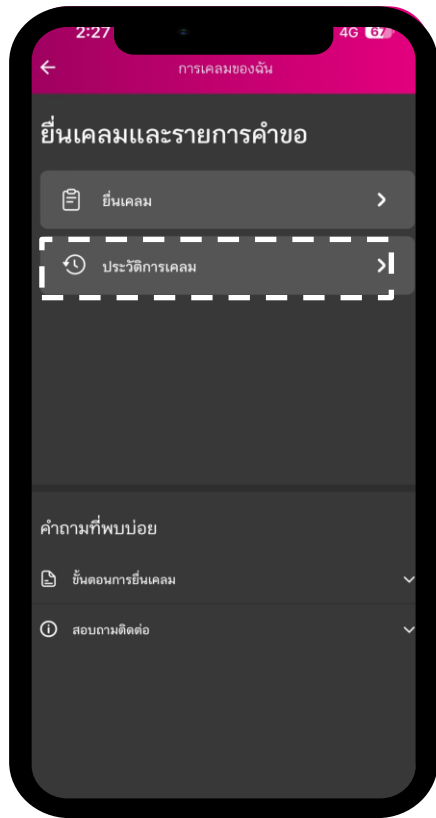 2:27 4G 67
การเคลมของฉัน
ยื่นเคลมและรายการคำขอ
ยื่นเคลม
ประวัติการเคลม
คำถามที่พบบ่อย
ขั้นตอนการยื่นเคลม
สอบถามติดต่อ